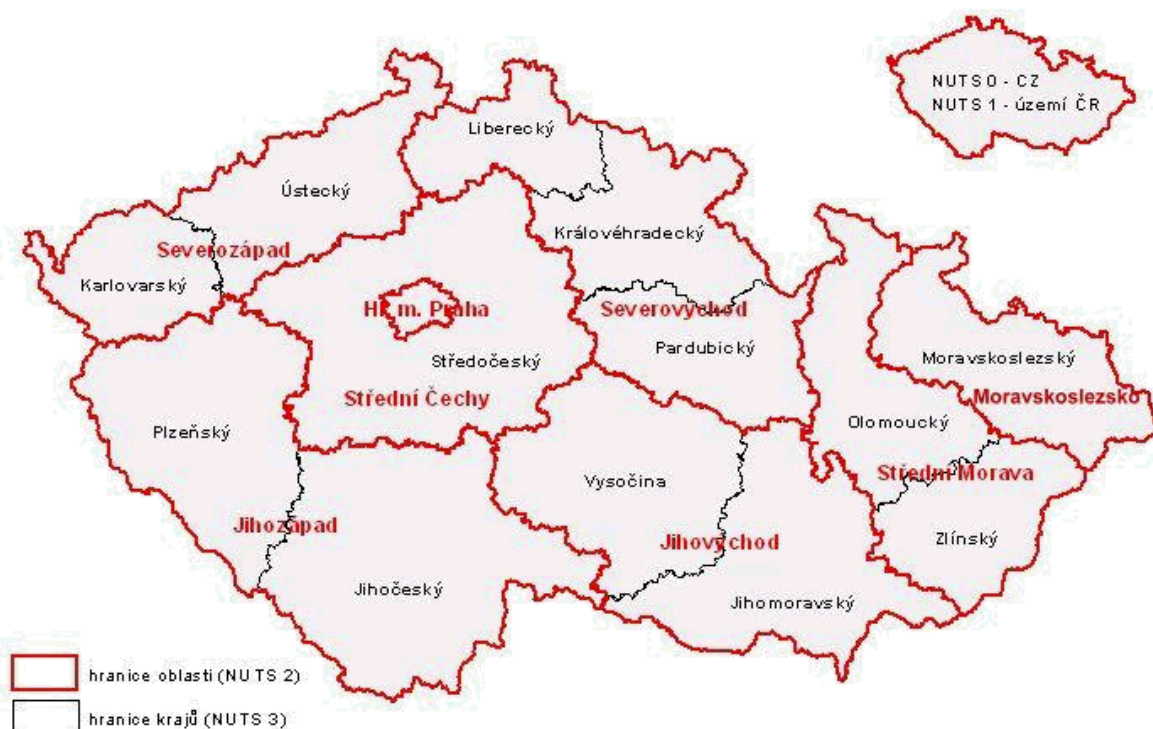 NUTS 0 - CZ
NUTS 1 - území ČR
Liberecký
Ústecký
Královéhradecký
Severozápad
Karlovarský
Hl. m. Praha
Severovýchod
Středočeský
Pardubický
Moravskoslezský
Střední Čechy
Moravskoslezsko
Plzeňský
Olomoucký
Vysočina
Střední Morava
Jihozápad
Jihovýchod
Zlínský
Jihočeský
Jihomoravský
hranice oblastí (NUTS 2)
hranice krajů (NUTS 3)